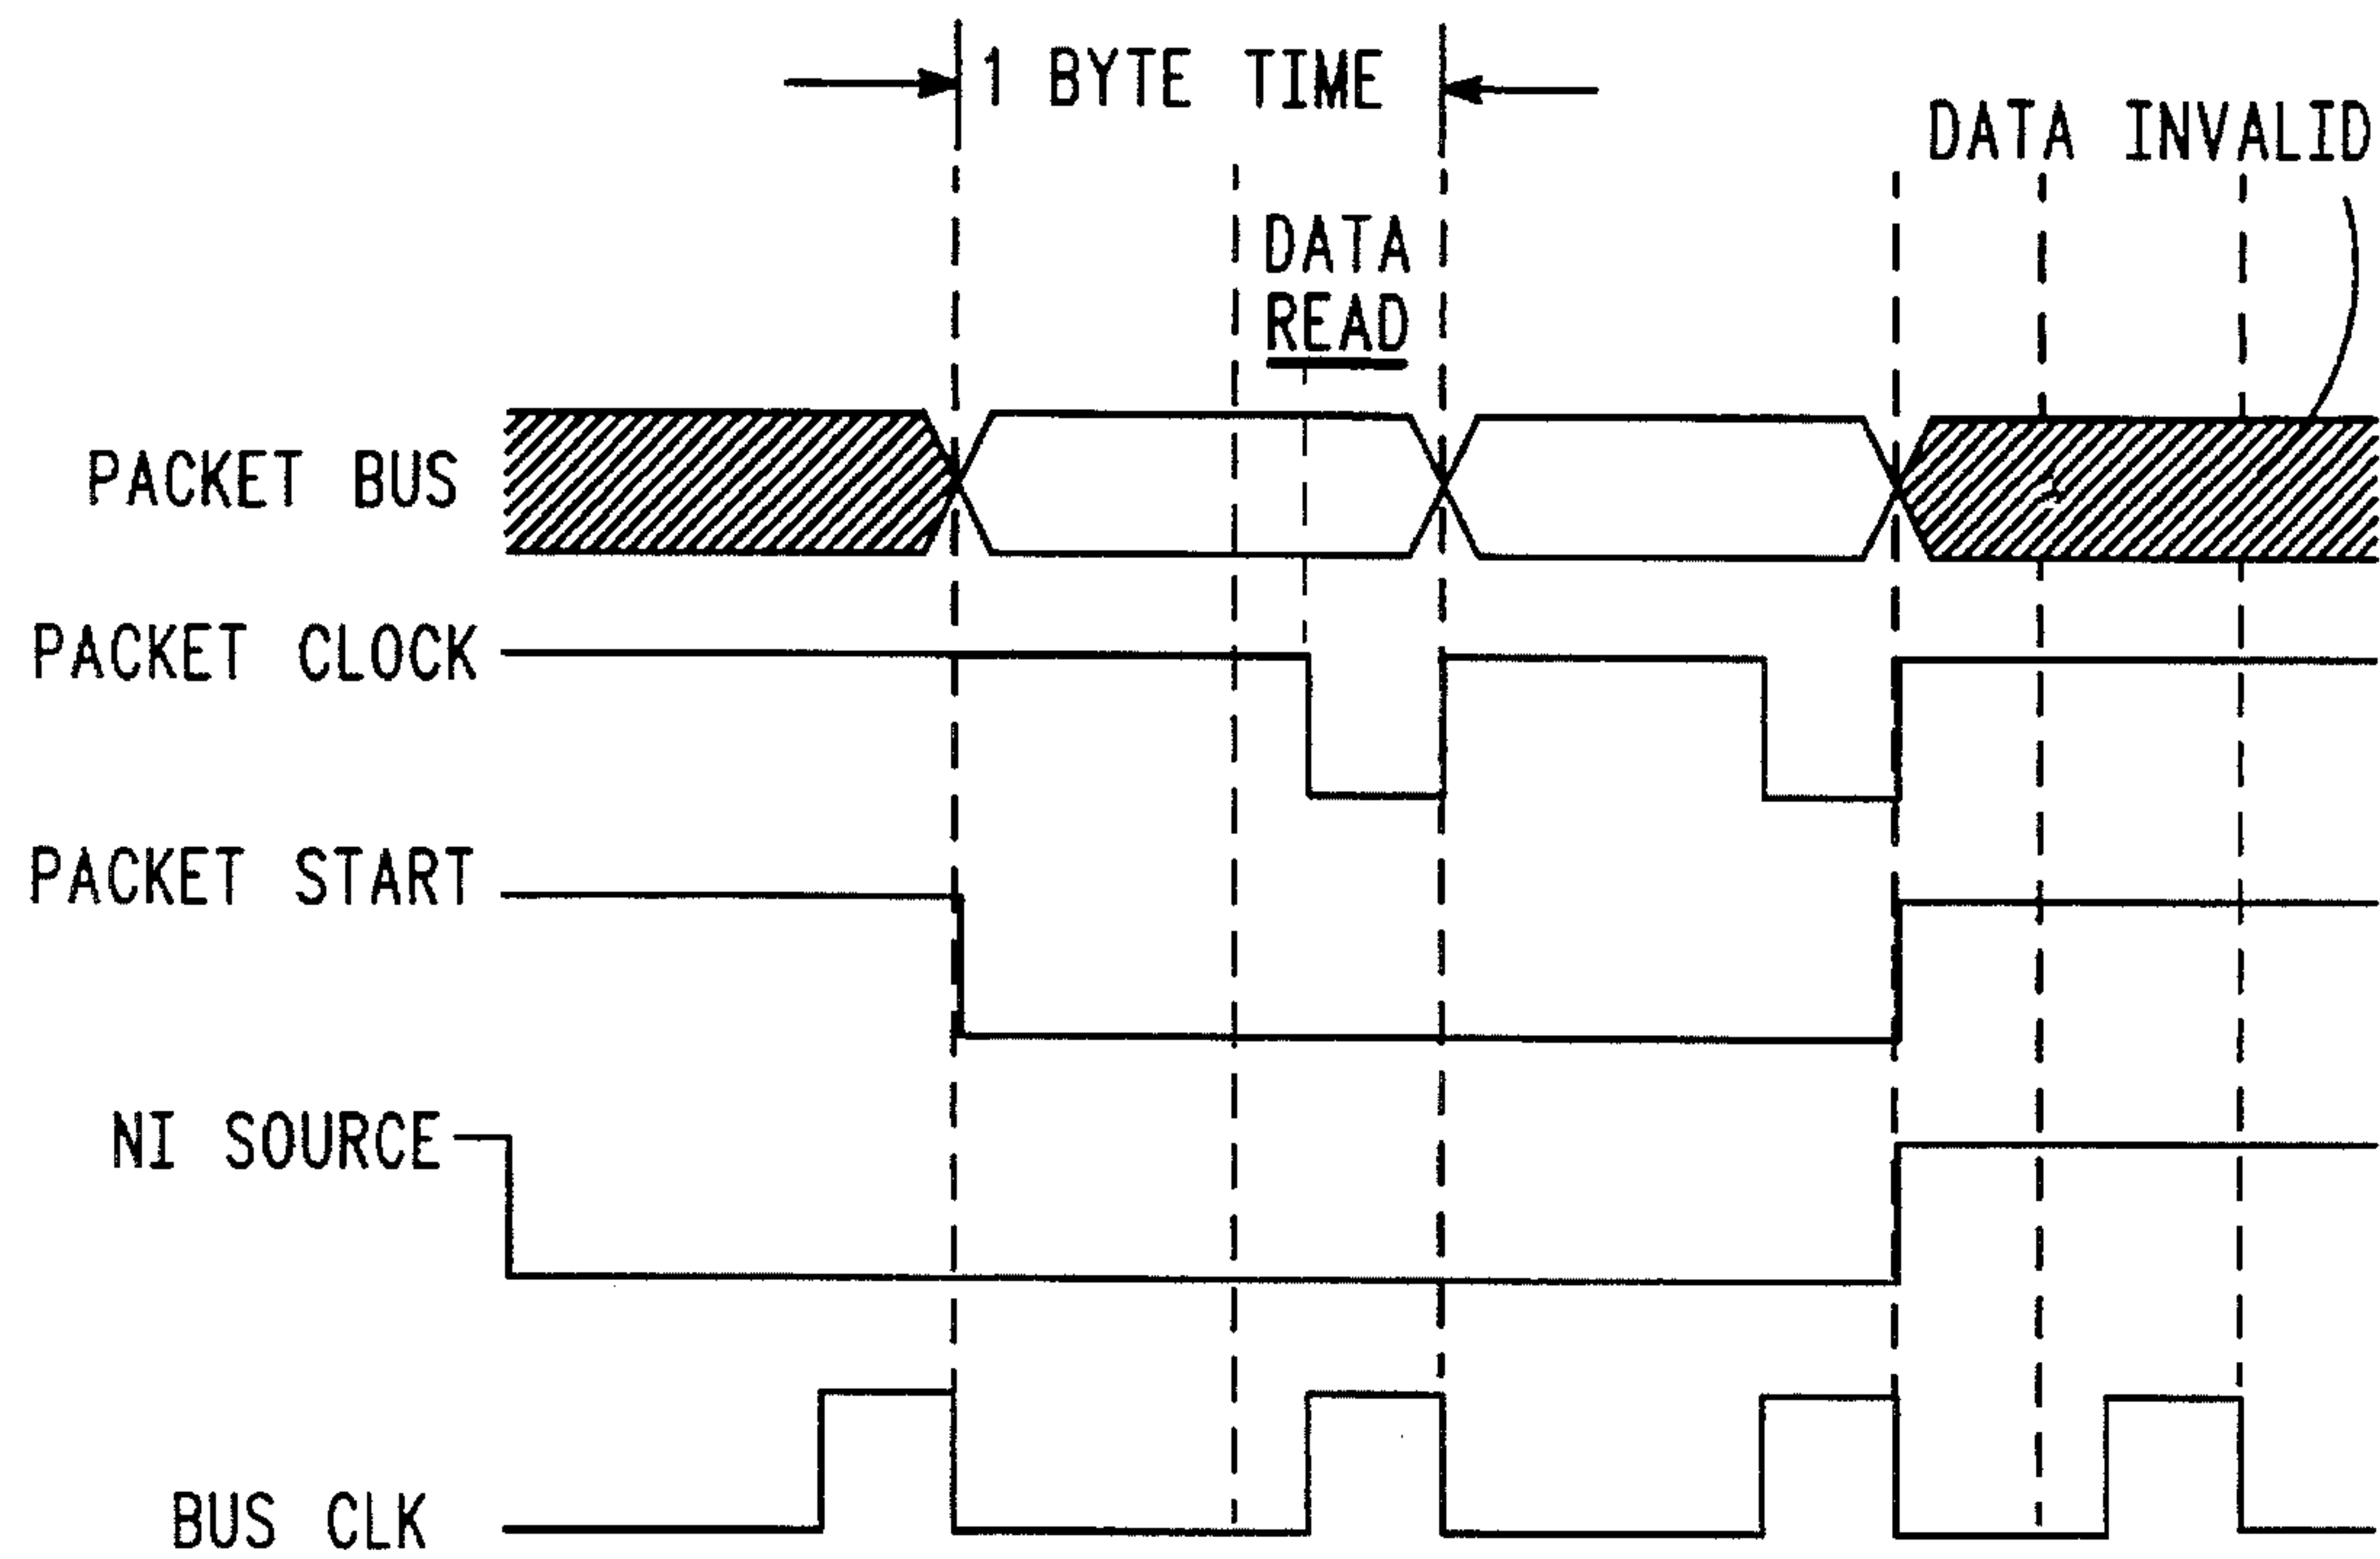 1 BYTE TIME
DATA INVALID
DATA
READ
PACKET BUS
PACKET CLOCK
PACKET START
NI SOURCE
BUS CLK